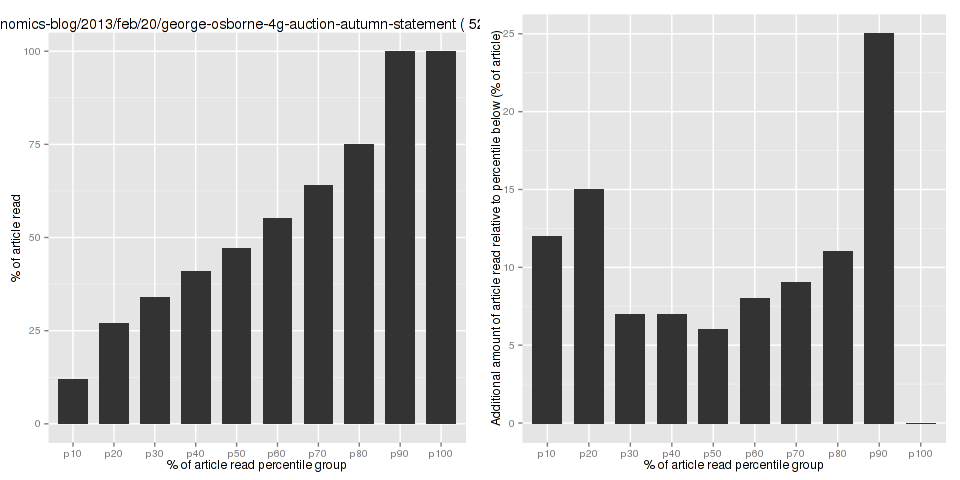 nomics-blog/2013/feb/20/george-osborne-4g-auction-autumn-statement ( 52
100
75
50
25
0
% of article read
p10 p20 p30 p40 p50 p60 p70 p80 p90 p100
% of article read percentile group
25
20
15
10
5
0
Additional amount of article read relative to percentile below (% of article)
p10 p20 p30 p40 p50 p60 p70 p80 p90 p100
% of article read percentile group